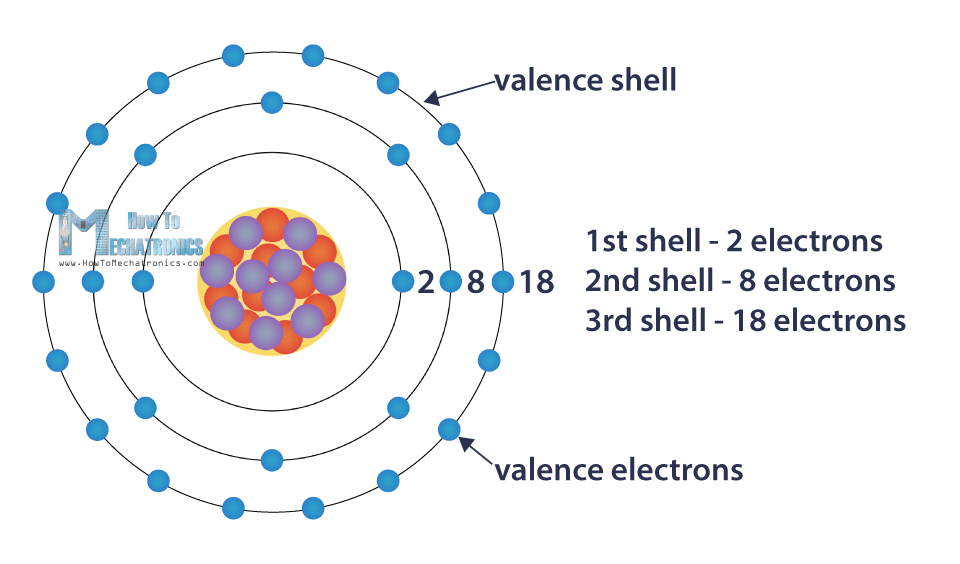 valence shell
How To
MECHATRONICS
www.HowToMechatronics.com
2 8 18
1st shell - 2 electrons
2nd shell - 8 electrons
3rd shell - 18 electrons
valence electrons